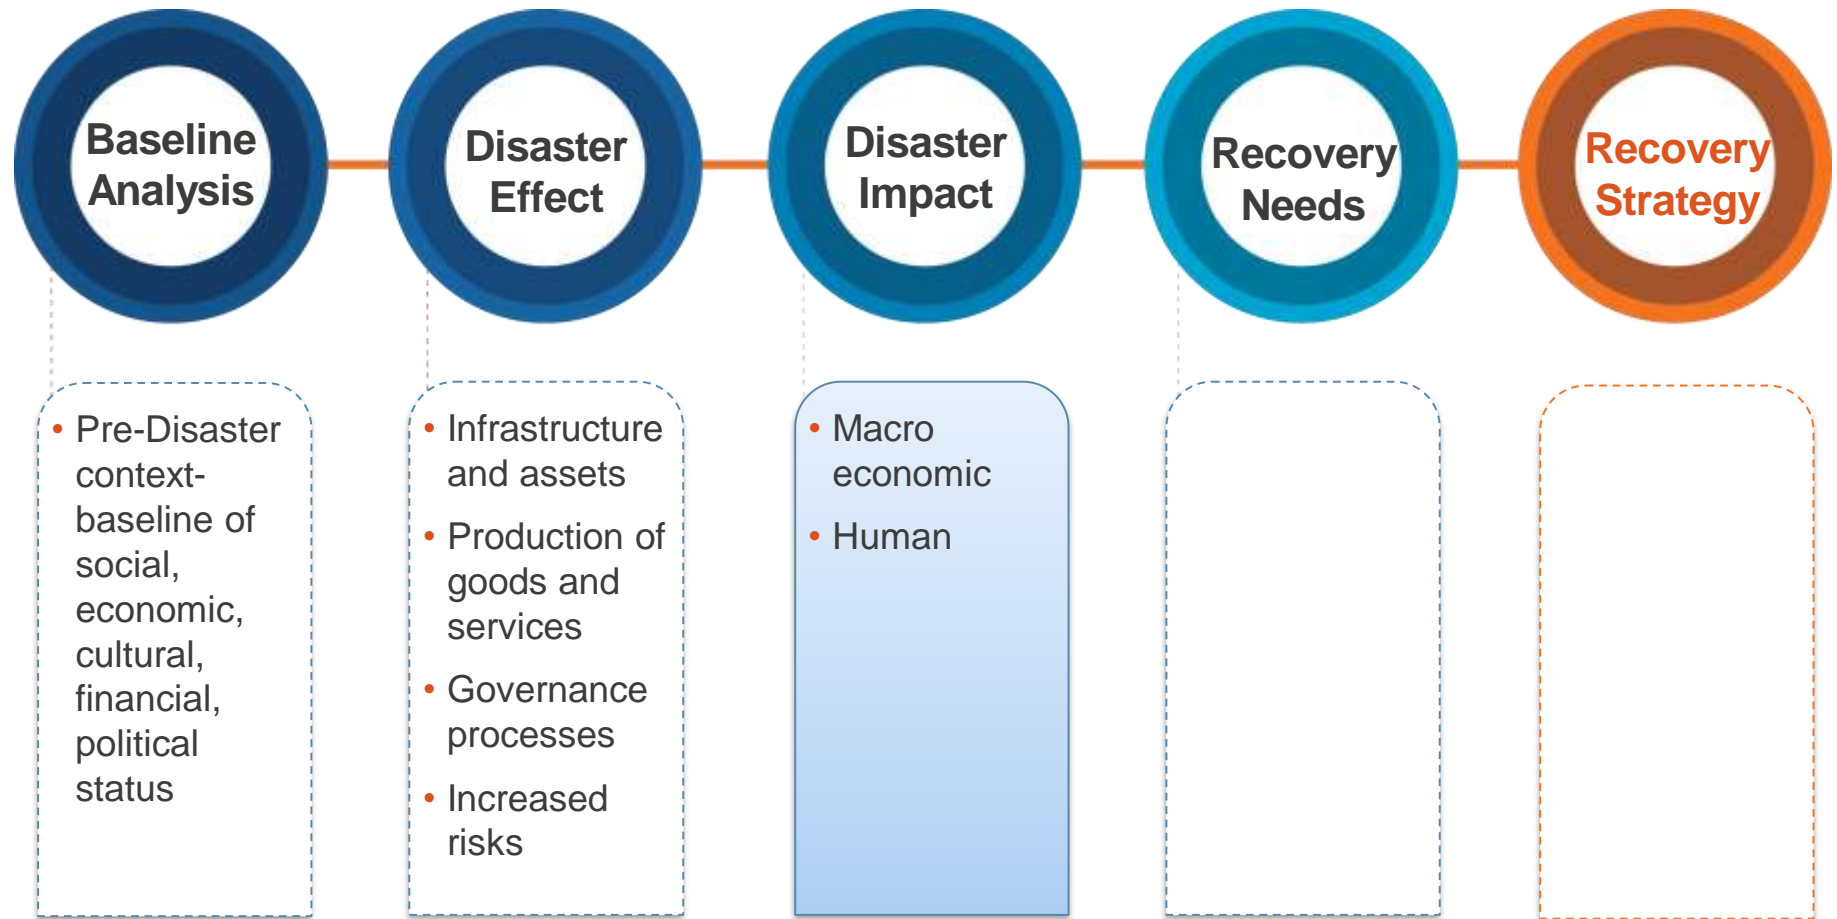 Baseline
Analysis
Disaster
Effect
Disaster
Impact
Recovery
Needs
Recovery
Strategy
• Pre-Disaster
context-
baseline of
social,
economic,
cultural,
financial,
political
status
• Infrastructure
and assets
• Production of
goods and
services
• Governance
processes
• Increased
risks
• Macro
economic
• Human